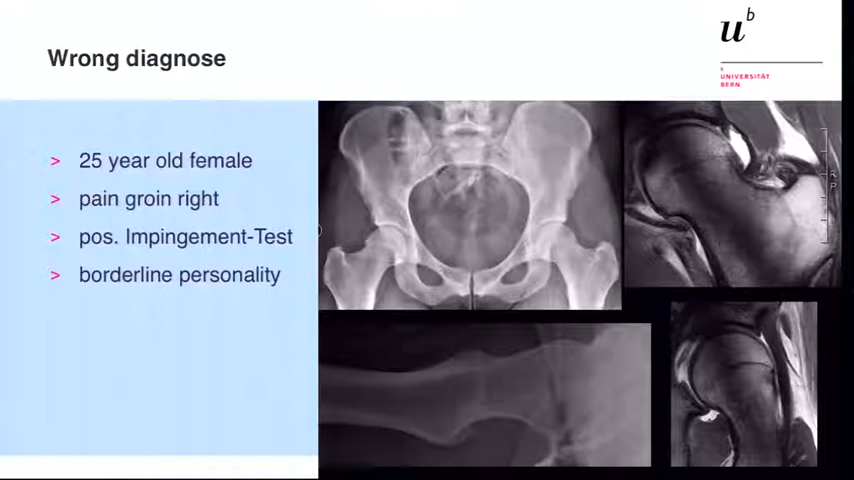 Wrong diagnose
u b
b
UNIVERSITÄT
BERN
> 25 year old female
> pain groin right
> pos. Impingement-Test
> borderline personality
R
P